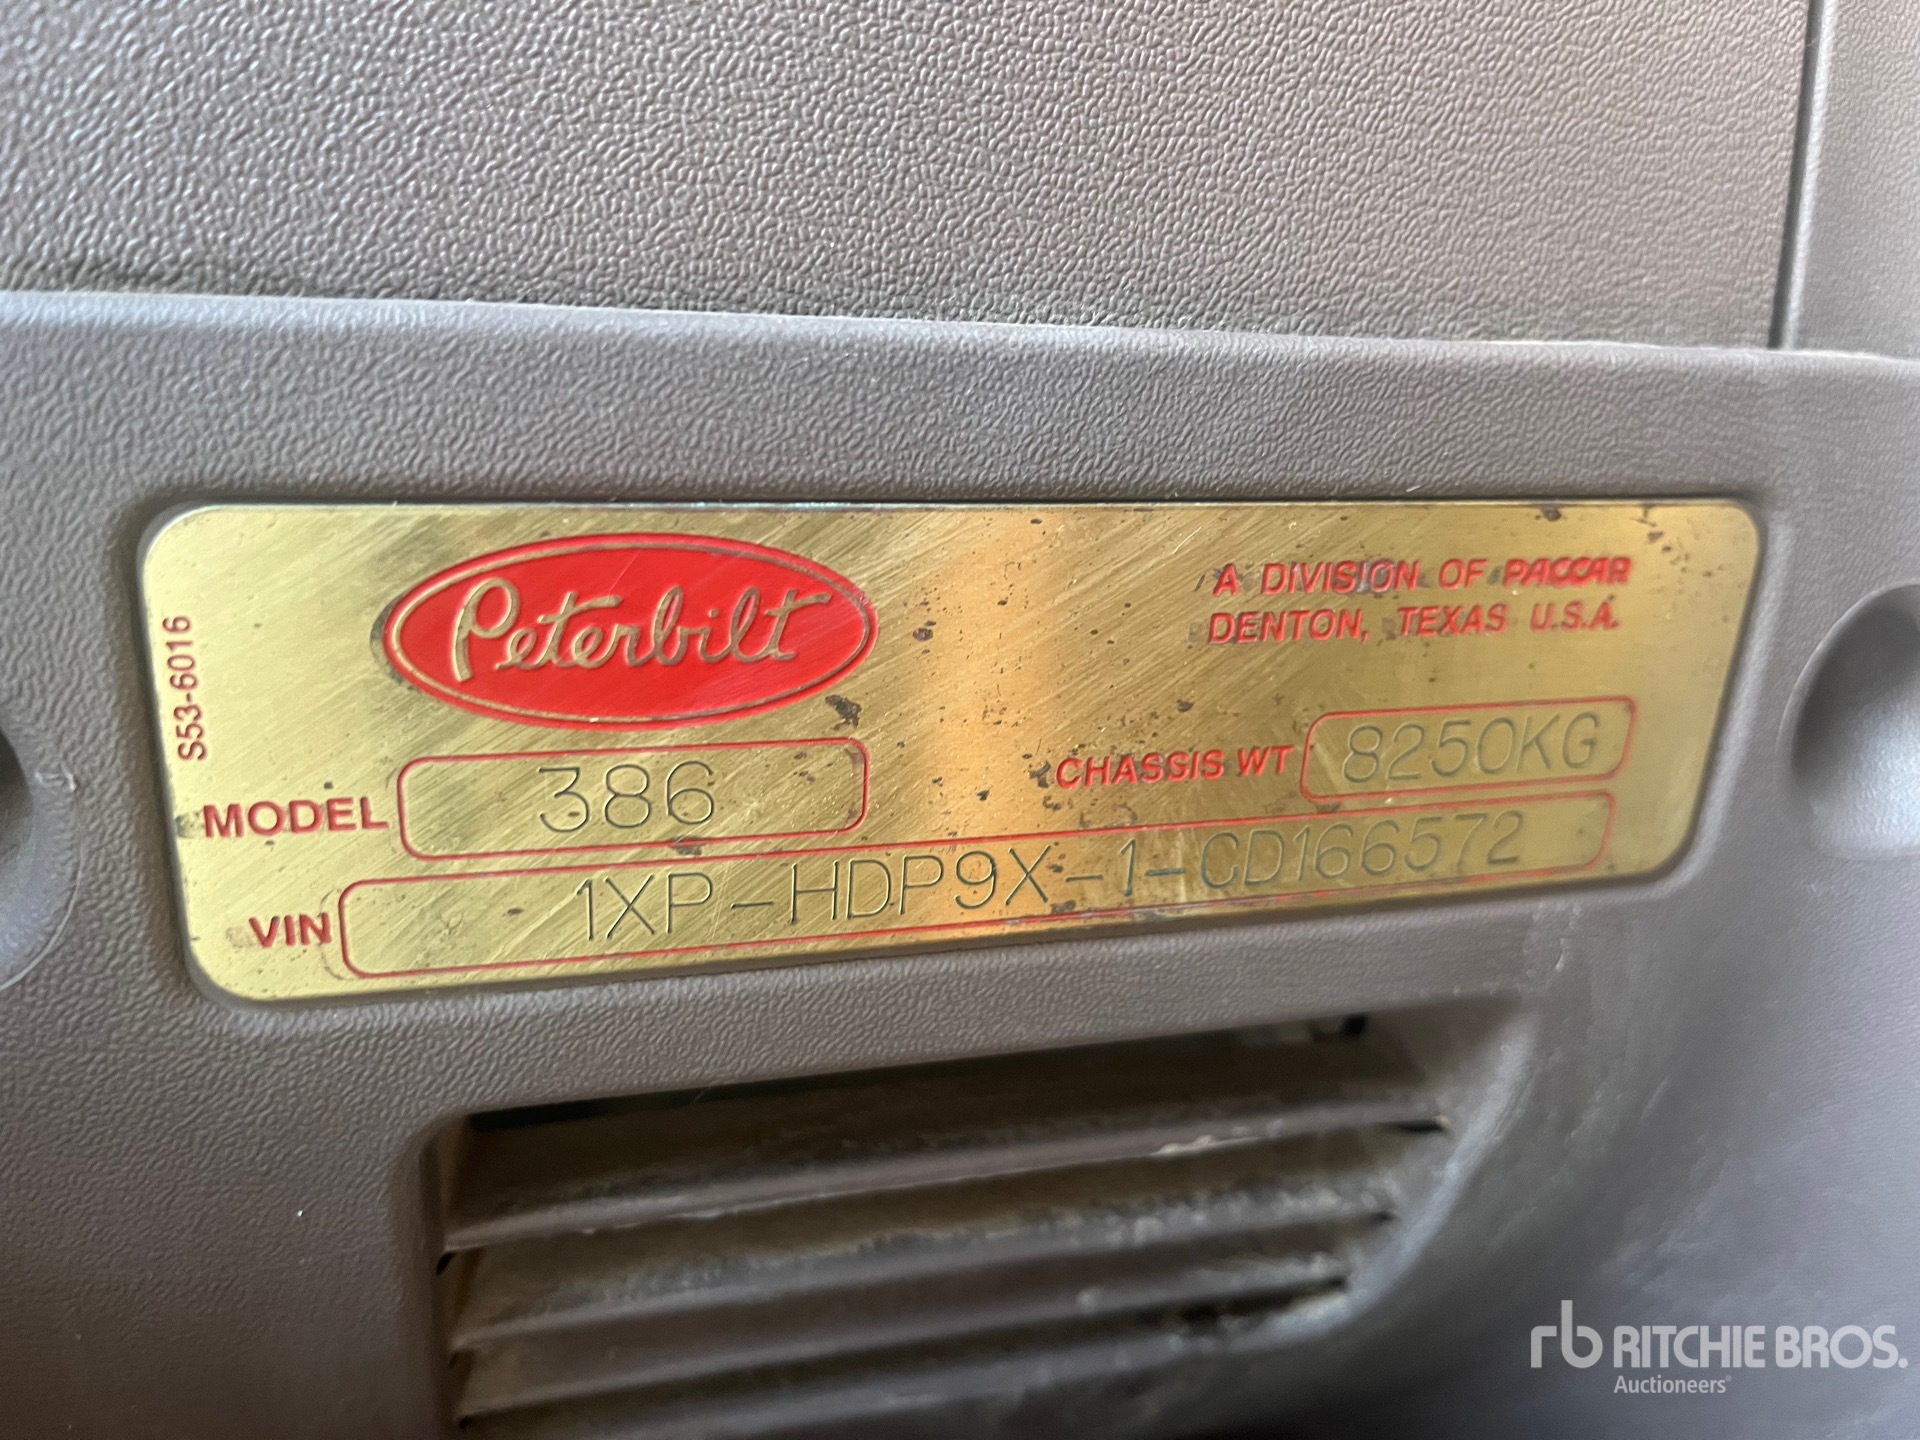 Peterbilt
A DIVISION OF PACCAR
DENTON, TEXAS U.S.A.
S53-6016
MODEL 386
CHASSIS WT 8250KG
VIN 1XP-HDP9X-1-CD166572
rb RITCHIE BROS.
Auctioneers®